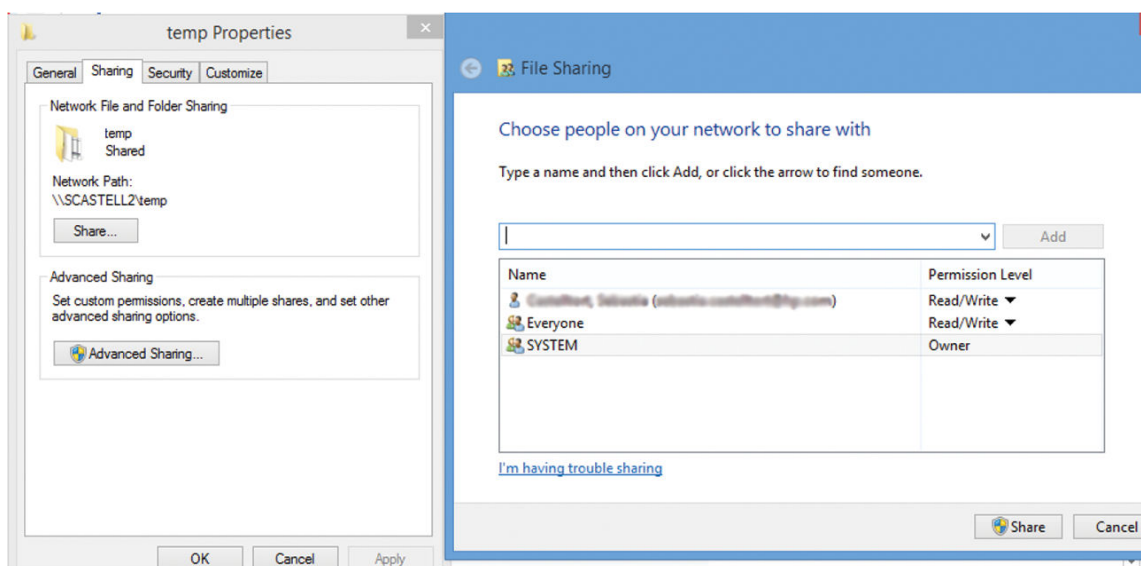 temp Properties
General Sharing Security Customize
Network File and Folder Sharing
temp
Shared
Network Path:
\\SCASTELL2\temp
Share...
Advanced Sharing
Set custom permissions, create multiple shares, and set other
advanced sharing options.
Advanced Sharing...
OK Cancel Apply
File Sharing
Choose people on your network to share with
Type a name and then click Add, or click the arrow to find someone.
Add
Name Permission Level
Read/Write
Everyone Read/Write
SYSTEM Owner
I'm having trouble sharing
Share Cancel